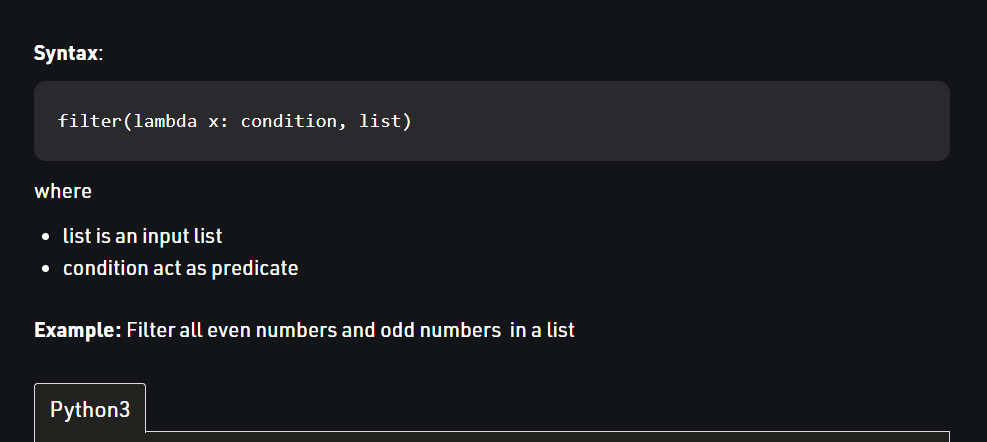 Syntax:
filter(lambda x: condition, list)
where
• list is an input list
• condition act as predicate
Example: Filter all even numbers and odd numbers  in a list
Python3